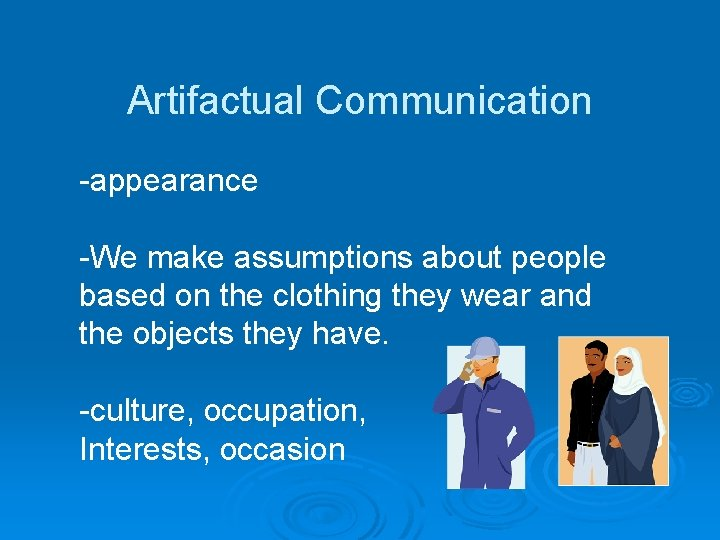 Artifactual Communication
-appearance
-We make assumptions about people
based on the clothing they wear and
the objects they have.
-culture, occupation,
Interests, occasion